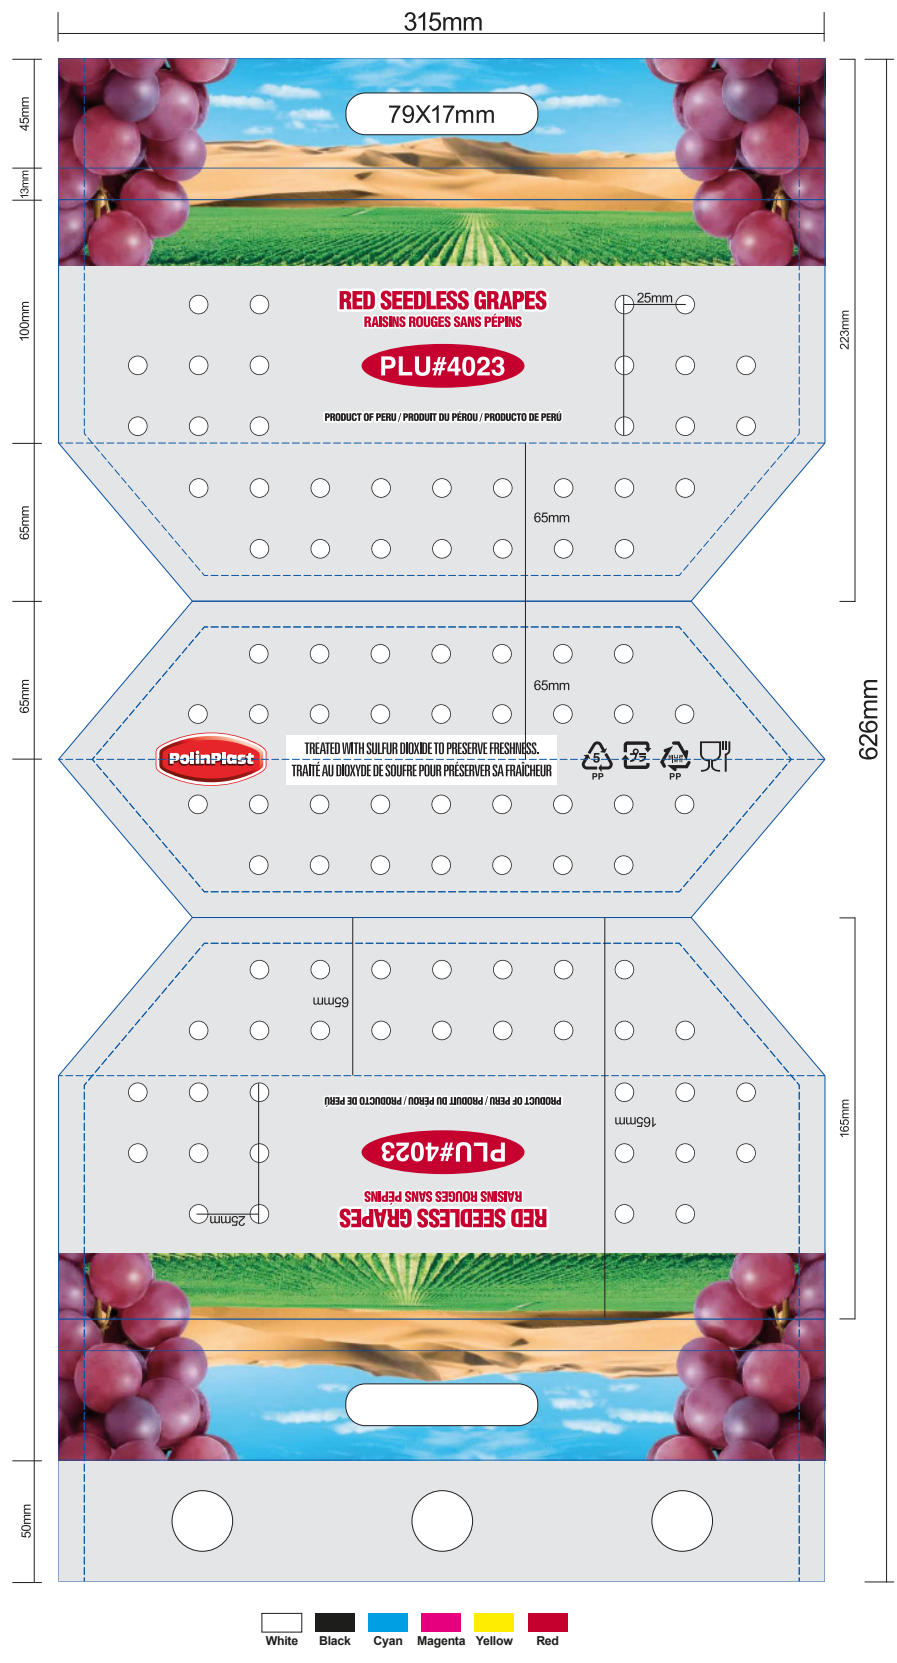 315mm
45mm
79X17mm
13mm
RED SEEDLESS GRAPES
25mm
100mm
RAISINS ROUGES SANS PÉPINS
223mm
PLU#4023
PRODUCT OF PERU / PRODUIT DU PÉROU / PRODUCTO DE PERÚ
65mm
65mm
65mm
65mm
626mm
PolinPlast
TREATED WITH SULFUR DIOXIDE TO PRESERVE FRESHNESS.
TRAITÉ AU DIOXYDE DE SOUFRE POUR PRÉSERVER SA FRAÎCHEUR
5
PP
プラ
PP
65mm
PRODUCT OF PERU / PRODUIT DU PÉROU / PRODUCTO DE PERÚ
165mm
165mm
PLU#4023
RAISINS ROUGES SANS PÉPINS
RED SEEDLESS GRAPES
25mm
50mm
White
Black
Cyan
Magenta
Yellow
Red